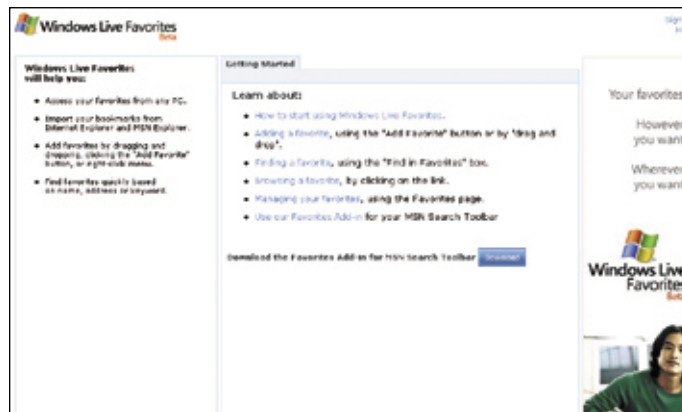 Windows Live Favorites
Beta
Sign
Windows Live Favorites
will help you:
Access your favorites from any PC.
Import your bookmarks from
Internet Explorer and MSN Explorer.
Add favorites by dragging and
dropping, clicking the "Add Favorite"
button, or right-click menu.
Find favorites quickly based
on name, address or keyword.
Getting Started
Learn about:
How to start using Windows Live Favorites.
Adding a favorite, using the "Add Favorite" button or by "drag and
drop".
Finding a favorite, using the "Find in Favorites" box.
Browsing a favorite, by clicking on the link.
Managing your favorites, using the Favorites page.
Use our Favorites Add-in for your MSN Search Toolbar
Download the Favorites Add-in for MSN Search Toolbar Download
Your favorites
However
you want
Wherever
you want
Windows Live
Favorites
Beta